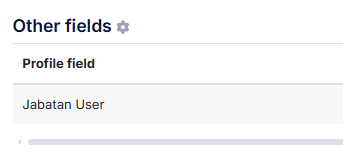 Other fields
Profile field
Jabatan User